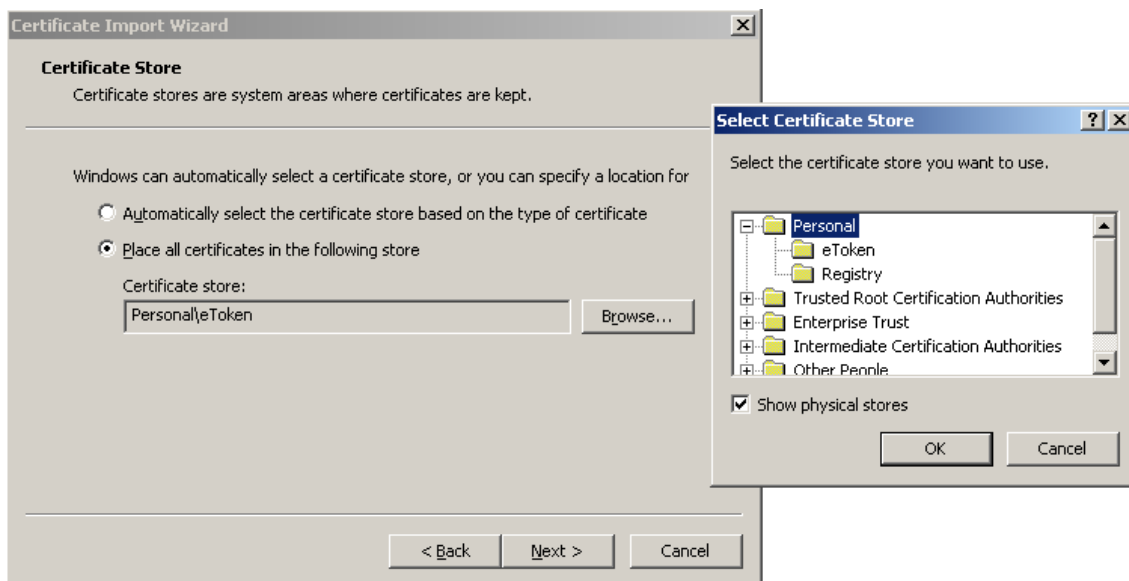 Certificate Import Wizard
Certificate Store
Certificate stores are system areas where certificates are kept.
Windows can automatically select a certificate store, or you can specify a location for
Automatically select the certificate store based on the type of certificate
Place all certificates in the following store
Certificate store:
Personal\eToken
Browse...
< Back
Next >
Cancel
Select Certificate Store
Select the certificate store you want to use.
Personal
eToken
Registry
Trusted Root Certification Authorities
Enterprise Trust
Intermediate Certification Authorities
Other People
Show physical stores
OK
Cancel